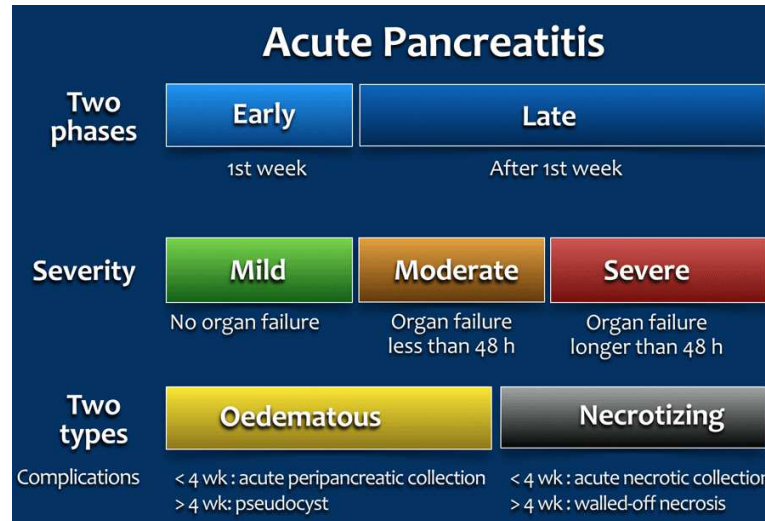 Acute Pancreatitis
Two phases
Early
Late
1st week
After 1st week
Severity
Mild
Moderate
Severe
No organ failure
Organ failure
less than 48 h
Organ failure
longer than 48 h
Two types
Oedematous
Necrotizing
Complications
< 4 wk : acute peripancreatic collection
> 4 wk: pseudocyst
< 4 wk : acute necrotic collection
> 4 wk : walled-off necrosis